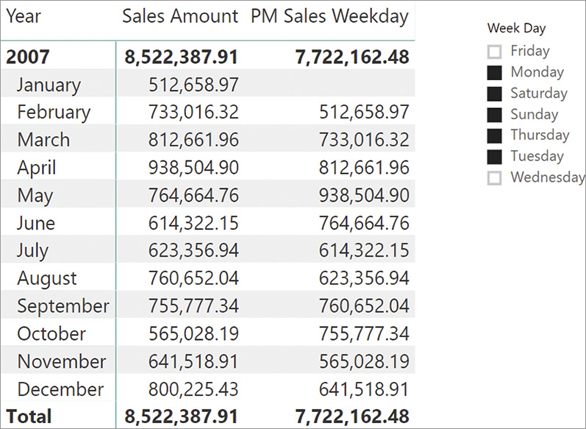 Year Sales Amount PM Sales Weekday
2007 8,522,387.91 7,722,162.48
January 512,658.97
February 733,016.32 512,658.97
March 812,661.96 733,016.32
April 938,504.90 812,661.96
May 764,664.76 938,504.90
June 614,322.15 764,664.76
July 623,356.94 614,322.15
August 760,652.04 623,356.94
September 755,777.34 760,652.04
October 565,028.19 755,777.34
November 641,518.91 565,028.19
December 800,225.43 641,518.91
Total 8,522,387.91 7,722,162.48
Week Day
Friday
Monday
Saturday
Sunday
Thursday
Tuesday
Wednesday